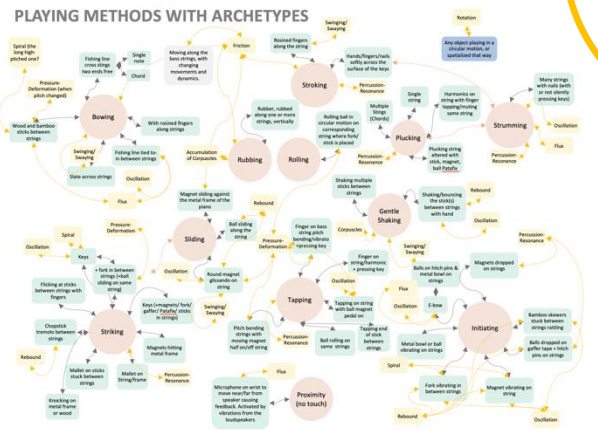 PLAYING METHODS WITH ARCHETYPES
Spiral (the
long high-
pitched one?)
Fishing line
cross stings
two ends free
Single
note
Chord
Moving along the
bass strings, with
changing
movements and
dynamics.
Friction
Rosined fingers
along the string
Swinging/
Swaying
Hands/fingers/nails
softly across the
surface of the keys
Stroking
Rotation
Any object playing in a
circular motion, or
spatialized that way
Pressure-
Deformation (when
pitch changed)
Bowing
Wood and bamboo
sticks between
strings
With rosined fingers
along strings
Swinging/
Swaying
Fishing line tied to-
in between strings
Slate across strings
Oscillation
Flux
Rubber, rubbed
along one or more
strings, vertically
Rubbing
Accumulation
of Corpuscles
Rolling ball in
circular motion on
corresponding
string where fork/
stick is placed
Rolling
Percussion-
Resonance
Multiple
Stings
(Chords)
Single
string
Harmonics on
string with finger
tapping/muting
same string
Plucking
Plucking string
altered with
stick, magnet,
ball Patafix
Percussion-
Resonance
Many strings
with nails (with
or not silently
pressing keys)
Strumming
Oscillation
Flux
Percussion-
Resonance
Magnet sliding against
the metal frame of the
piano
Rebound
Ball sliding
along the
string
Sliding
Pressure-
Deformation
Oscillation
Round magnet
glissando on
string
Swinging/
Swaying
Pressure-
Deformation
Shaking multiple
sticks between
strings
Gentle
Shaking
Shaking/bouncing
the stick(s)
between strings
with hand
Rebound
Oscillation
Percussion-
Resonance
Corpuscles
Swinging/
Swaying
Spiral
Oscillation
Keys
+ fork in between
strings (+ball
sliding on same
string)
Flicking at sticks
between strings with
fingers
Keys (+magnets/ fork/
gaffer/ Patafix/ sticks
in strings)
Chopstick
tremolo between
strings
Striking
Magnets hitting
metal frame
Rebound
Mallet on sticks
stuck between
strings
Mallet on
String/frame
Percussion-
Resonance
Knocking on
metal frame
or wood
Finger on bass
string pitch
bending/vibrato
+pressing key
Finger on
string/harmonic
+ pressing key
Oscillation
Flux
Tapping
Tapping on string
with ball-magnet
pedal on
Pitch bending
strings with
moving magnet
half on/off string
Percussion-
Resonance
Ball rolling on
same strings
Tapping end
of stick
between
strings
Balls on hitch pins &
metal bowl on
strings
Magnets dropped
on strings
E-bow
Initiating
Bamboo skewers
stuck between
strings rattling
Metal bowl or ball
vibrating on strings
Balls dropped on
gaffer tape + hitch
pins on strings
Spiral
Fork vibrating in
between strings
Magnet vibrating on
string
Rebound
Oscillation
Flux
Microphone on wrist to
move near/far from
speaker causing
feedback. Activated by
vibrations from the
loudspeakers
Proximity
(no touch)